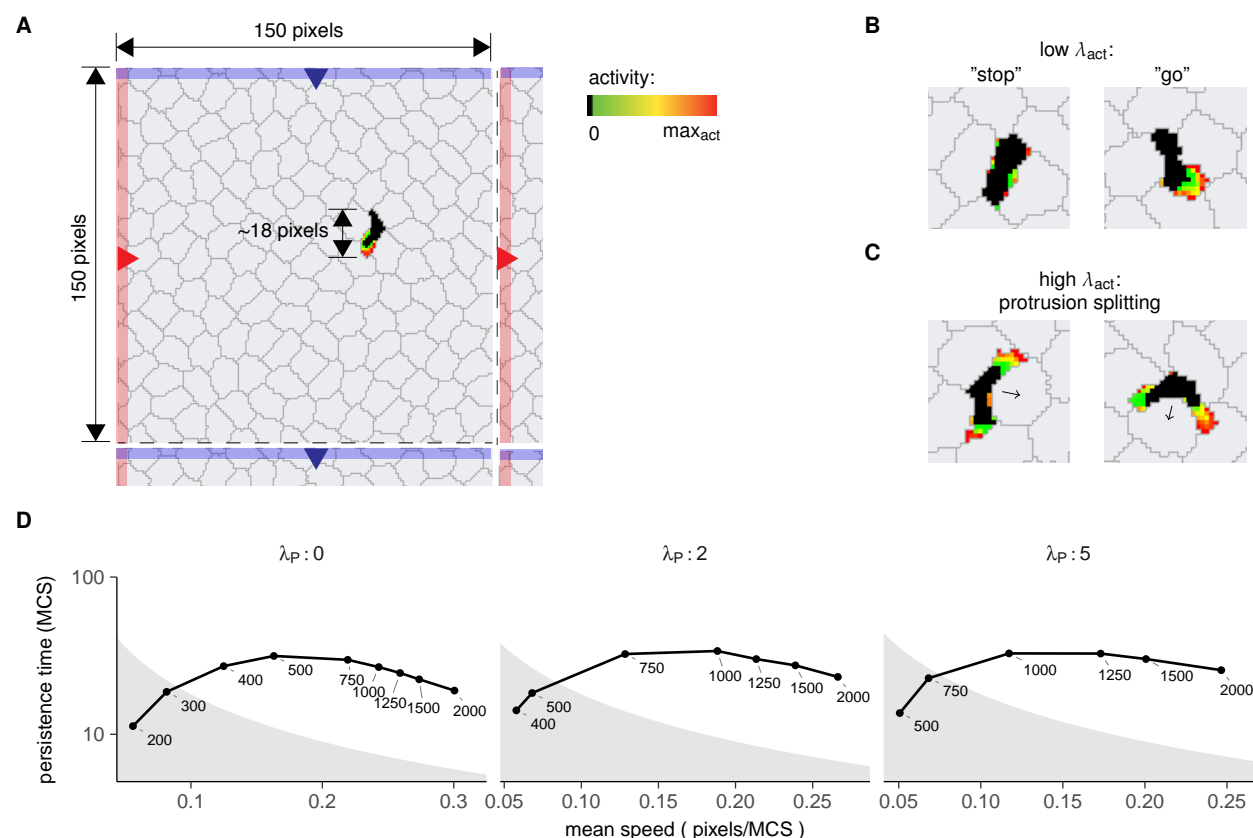 A
150 pixels
150 pixels
~18 pixels
activity:
0
max_act
B
low λ_act:
"stop"
"go"
C
high λ_act:
protrusion splitting
D
λ_P : 0
λ_P : 2
λ_P : 5
persistence time (MCS)
100
10
200
300
400
500
750
1000
1250
1500
2000
400
500
750
1000
1250
1500
2000
500
750
1000
1250
1500
2000
0.1
0.2
0.3
0.05
0.10
0.15
0.20
0.25
0.05
0.10
0.15
0.20
0.25
mean speed ( pixels/MCS )